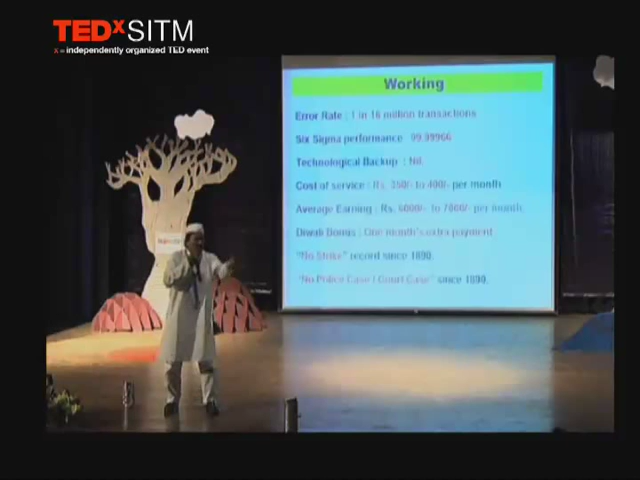 TEDxSITM
x = independently organized TED event
Working
Error Rate : 1 in 16 million transactions
Six Sigma performance 99.99966
Technological Backup : Nil.
Cost of service : Rs. 350/- to 400/- per month
Average Earning : Rs. 6000/- to 7000/- per month.
Diwali Bonus : One month's extra payment
"No Strike" record since 1890.
"No Police Case / Court Case" since 1890.